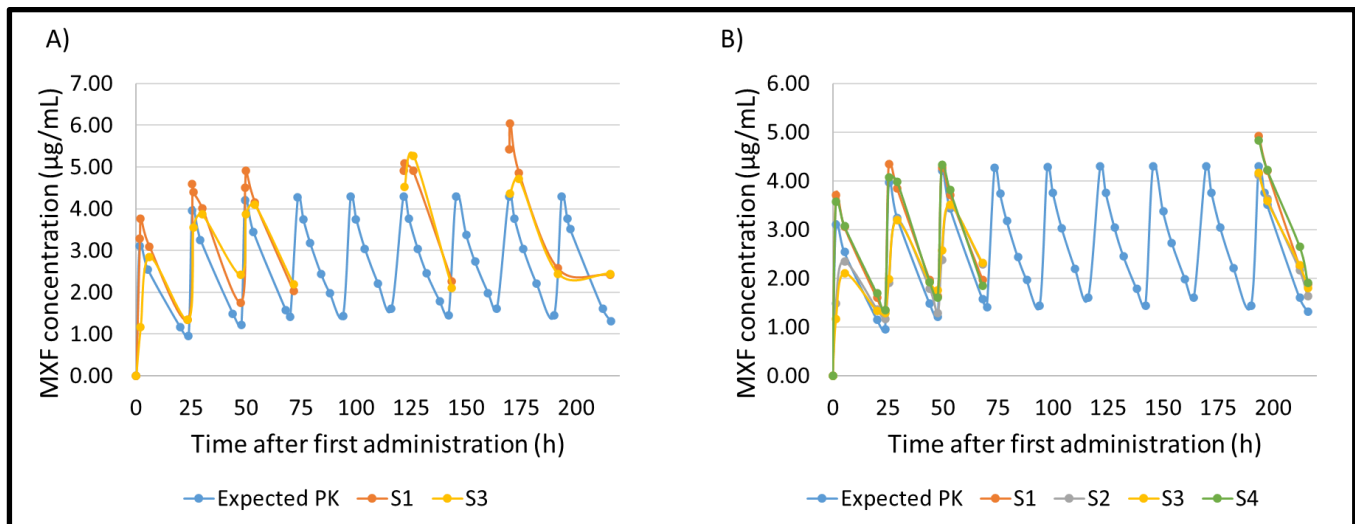 A)
MXF concentration (µg/mL)
7.00
6.00
5.00
4.00
3.00
2.00
1.00
0.00
0 25 50 75 100 125 150 175 200
Time after first administration (h)
Expected PK S1 S3
B)
MXF concentration (µg/mL)
6.00
5.00
4.00
3.00
2.00
1.00
0.00
0 25 50 75 100 125 150 175 200
Time after first administration (h)
Expected PK S1 S2 S3 S4